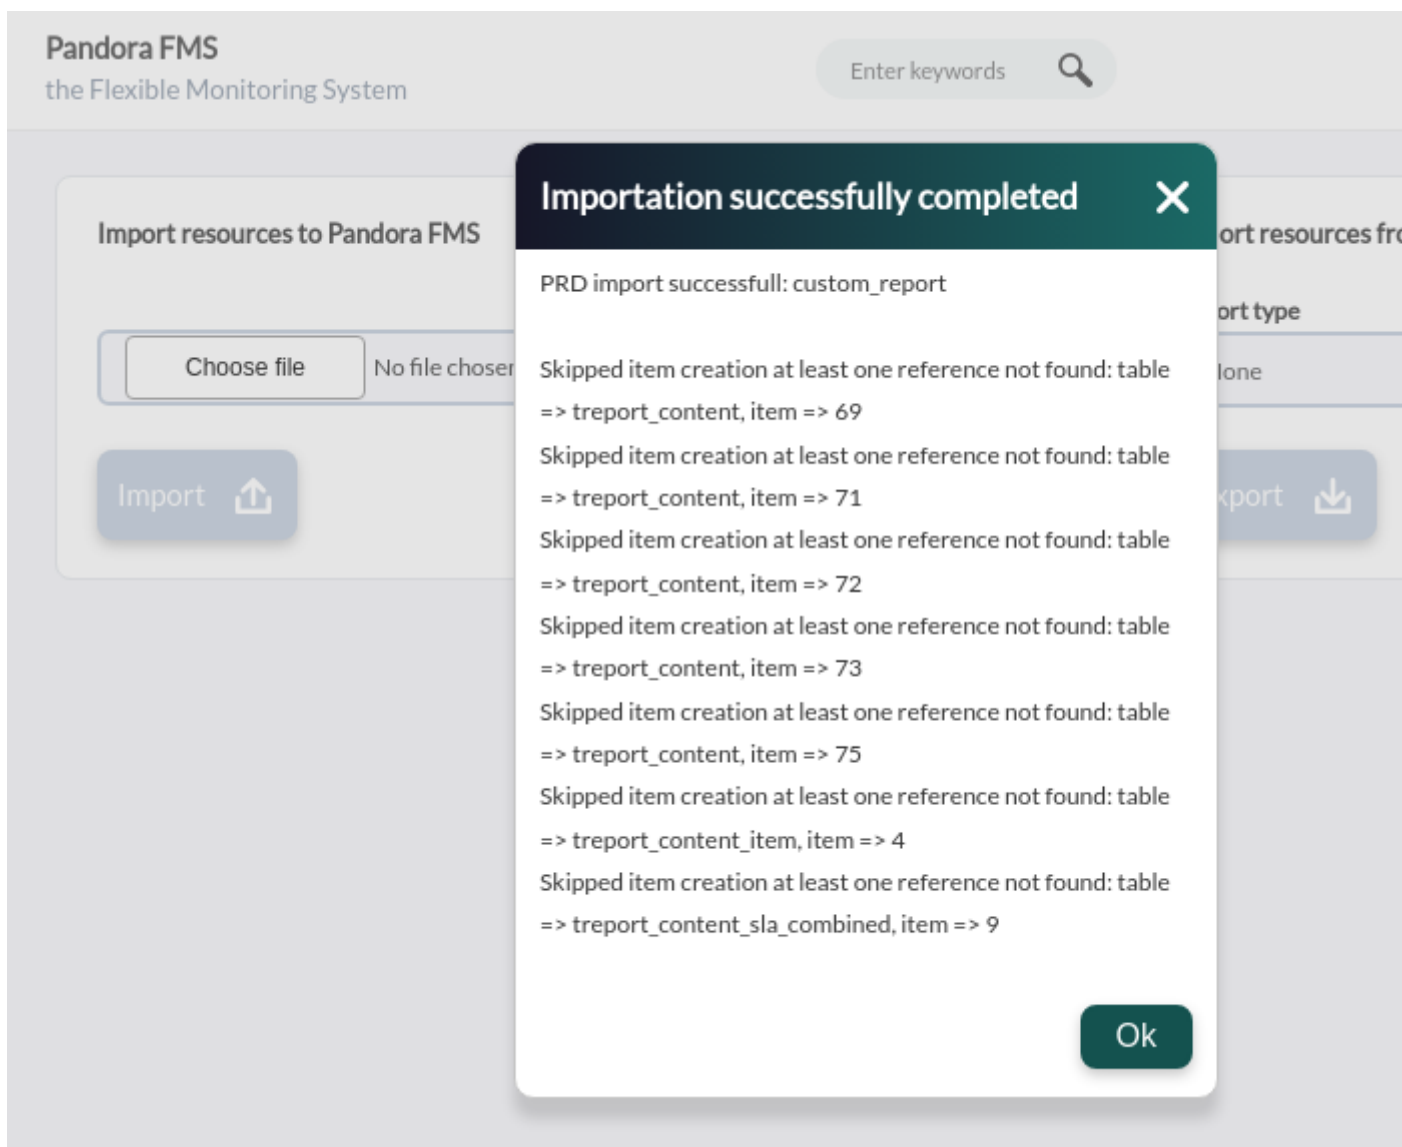 Pandora FMS
the Flexible Monitoring System
Enter keywords
Importation successfully completed
Import resources to Pandora FMS
ort resources fro
PRD import successfull: custom_report
ort type
Choose file
No file chosen
lone
Skipped item creation at least one reference not found: table
=> treport_content, item => 69
Skipped item creation at least one reference not found: table
=> treport_content, item => 71
Import
xport
Skipped item creation at least one reference not found: table
=> treport_content, item => 72
Skipped item creation at least one reference not found: table
=> treport_content, item => 73
Skipped item creation at least one reference not found: table
=> treport_content, item => 75
Skipped item creation at least one reference not found: table
=> treport_content_item, item => 4
Skipped item creation at least one reference not found: table
=> treport_content_sla_combined, item => 9
Ok